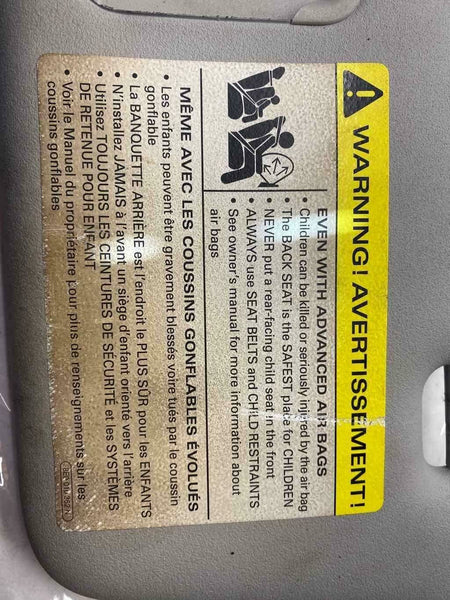 WARNING! AVERTISSEMENT!
EVEN WITH ADVANCED AIR BAGS
• Children can be killed or seriously injured by the air bag
• The BACK SEAT is the SAFEST place for CHILDREN
• NEVER put a rear-facing child seat in the front
• ALWAYS use SEAT BELTS and CHILD RESTRAINTS
• See owner's manual for more information about
air bags
MÊME AVEC LES COUSSINS GONFLABLES ÉVOLUÉS
• Les enfants peuvent être gravement blessés voire tués par le coussin
gonflable
• La BANQUETTE ARRIÈRE est l'endroit le PLUS SÛR pour les ENFANTS
• N'installez JAMAIS à l'avant un siège d'enfant orienté vers l'arrière
• Utilisez TOUJOURS LES CEINTURES DE SÉCURITÉ et les SYSTÈMES
DE RETENUE POUR ENFANT
• Voir le Manuel du propriétaire pour plus de renseignements sur les
coussins gonflables